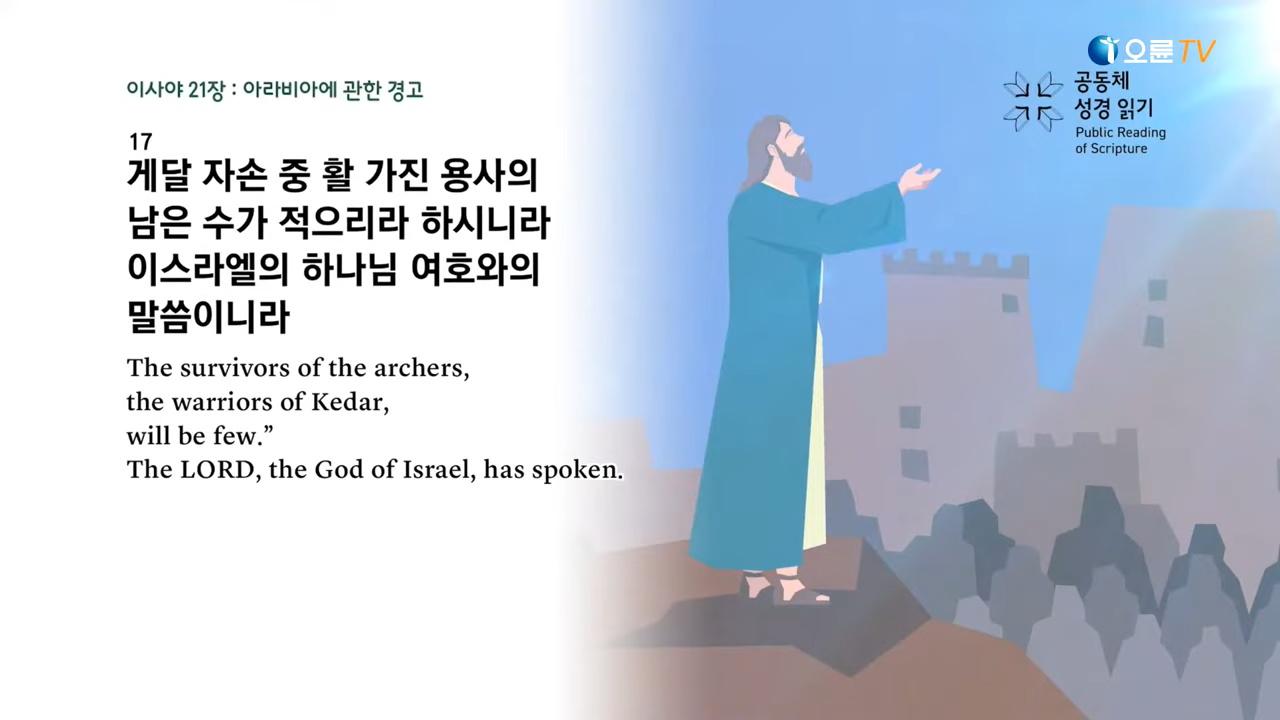 오륜TV
이사야 21장 : 아라비아에 관한 경고
공동체
성경 읽기
Public Reading
of Scripture
17
게달 자손 중 활 가진 용사의
남은 수가 적으리라 하시니라
이스라엘의 하나님 여호와의
말씀이니라
The survivors of the archers,
the warriors of Kedar,
will be few.”
The LORD, the God of Israel, has spoken.